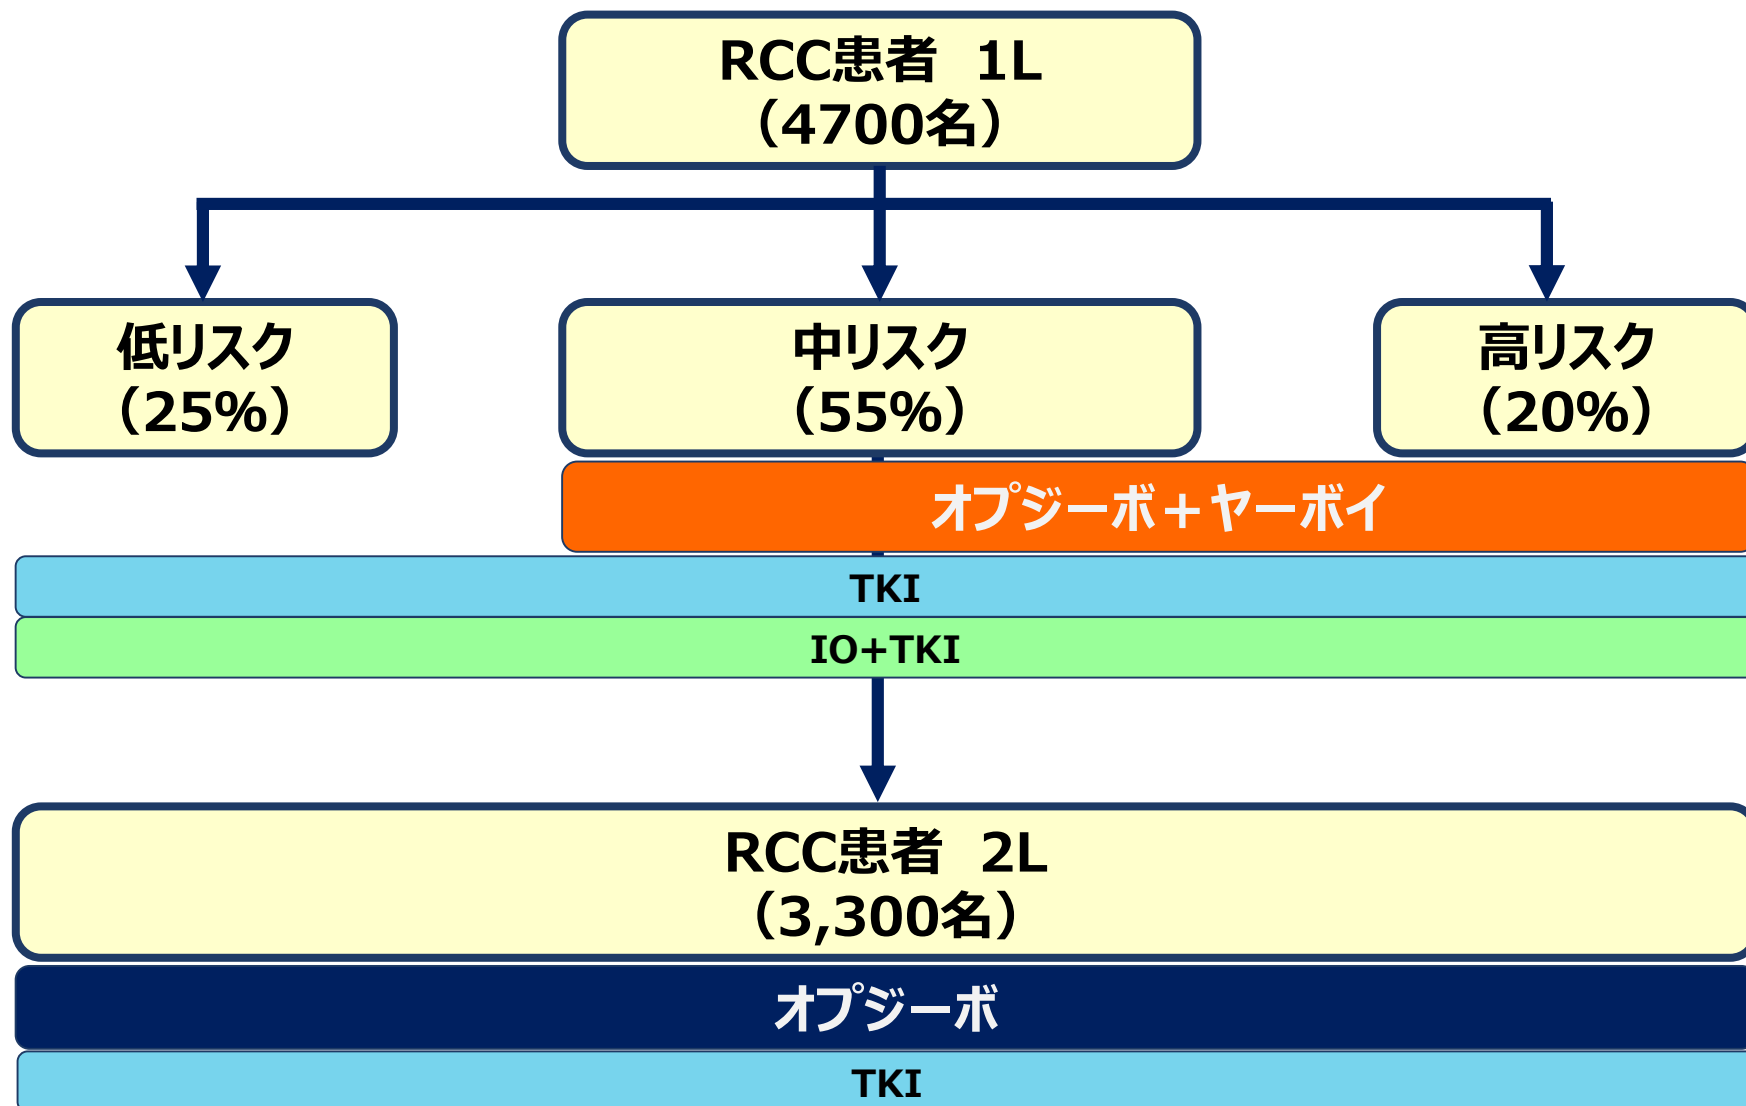 RCC患者　1L
（4700名）
低リスク
（25%）
中リスク
（55%）
高リスク
（20%）
オプジーボ＋ヤーボイ
TKI
IO+TKI
RCC患者　2L
（3,300名）
オプジーボ
TKI